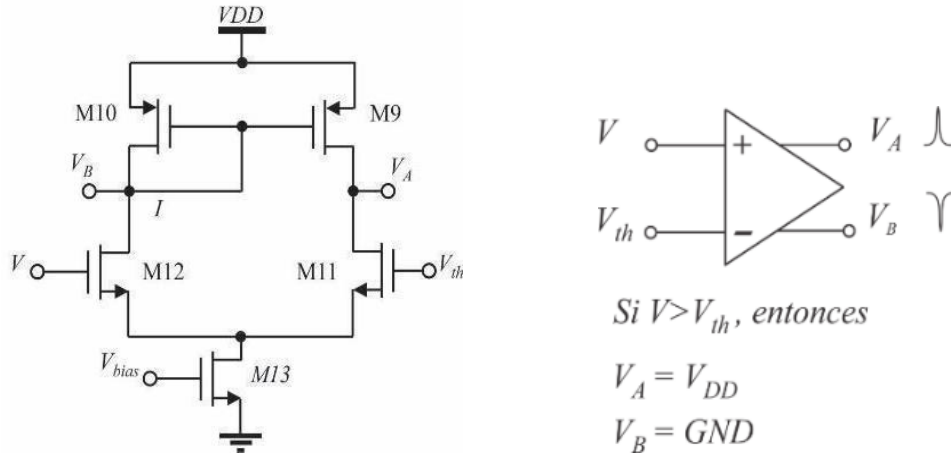 VDD
M10
M9
V_B
V_A
I
V
M12
M11
V_th
V_bias
M13
V
+
V_A
V_th
-
V_B
Si V>V_th, entonces
V_A = V_DD
V_B = GND